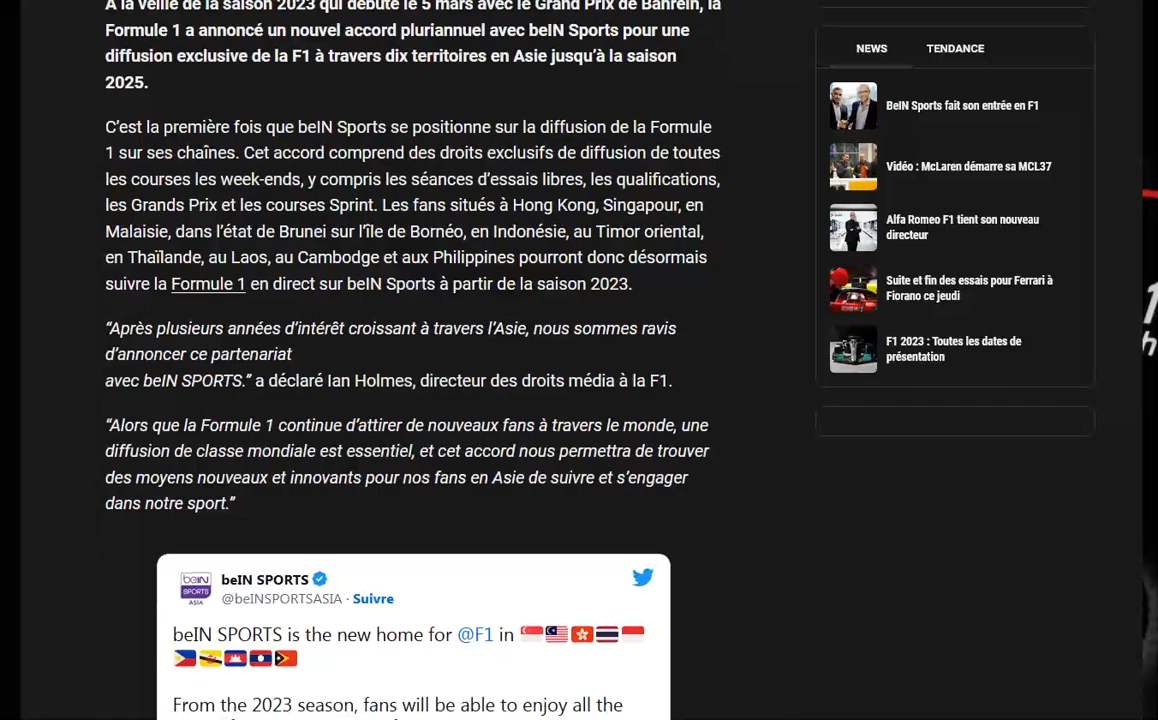 À la veille de la saison 2023 qui débute le 5 mars avec le Grand Prix de Bahreïn, la
Formule 1 a annoncé un nouvel accord pluriannuel avec beIN Sports pour une
diffusion exclusive de la F1 à travers dix territoires en Asie jusqu'à la saison
2025.
C'est la première fois que beIN Sports se positionne sur la diffusion de la Formule
1 sur ses chaînes. Cet accord comprend des droits exclusifs de diffusion de toutes
les courses les week-ends, y compris les séances d'essais libres, les qualifications,
les Grands Prix et les courses Sprint. Les fans situés à Hong Kong, Singapour, en
Malaisie, dans l'état de Brunei sur l'île de Bornéo, en Indonésie, au Timor oriental,
en Thaïlande, au Laos, au Cambodge et aux Philippines pourront donc désormais
suivre la Formule 1 en direct sur beIN Sports à partir de la saison 2023.
“Après plusieurs années d'intérêt croissant à travers l'Asie, nous sommes ravis
d'annoncer ce partenariat
avec beIN SPORTS.” a déclaré Ian Holmes, directeur des droits média à la F1.
“Alors que la Formule 1 continue d'attirer de nouveaux fans à travers le monde, une
diffusion de classe mondiale est essentiel, et cet accord nous permettra de trouver
des moyens nouveaux et innovants pour nos fans en Asie de suivre et s'engager
dans notre sport.”
beIN
SPORTS
ASIA
beIN SPORTS
@beINSPORTSASIA · Suivre
beIN SPORTS is the new home for @F1 in 🇸🇬🇲🇾🇭🇰🇹🇭🇮🇩
🇵🇭🇧🇳🇰🇭🇱🇦🇹🇱
From the 2023 season, fans will be able to enjoy all the
NEWS TENDANCE
BeIN Sports fait son entrée en F1
Vidéo : McLaren démarre sa MCL37
Alfa Romeo F1 tient son nouveau
directeur
Suite et fin des essais pour Ferrari à
Fiorano ce jeudi
F1 2023 : Toutes les dates de
présentation